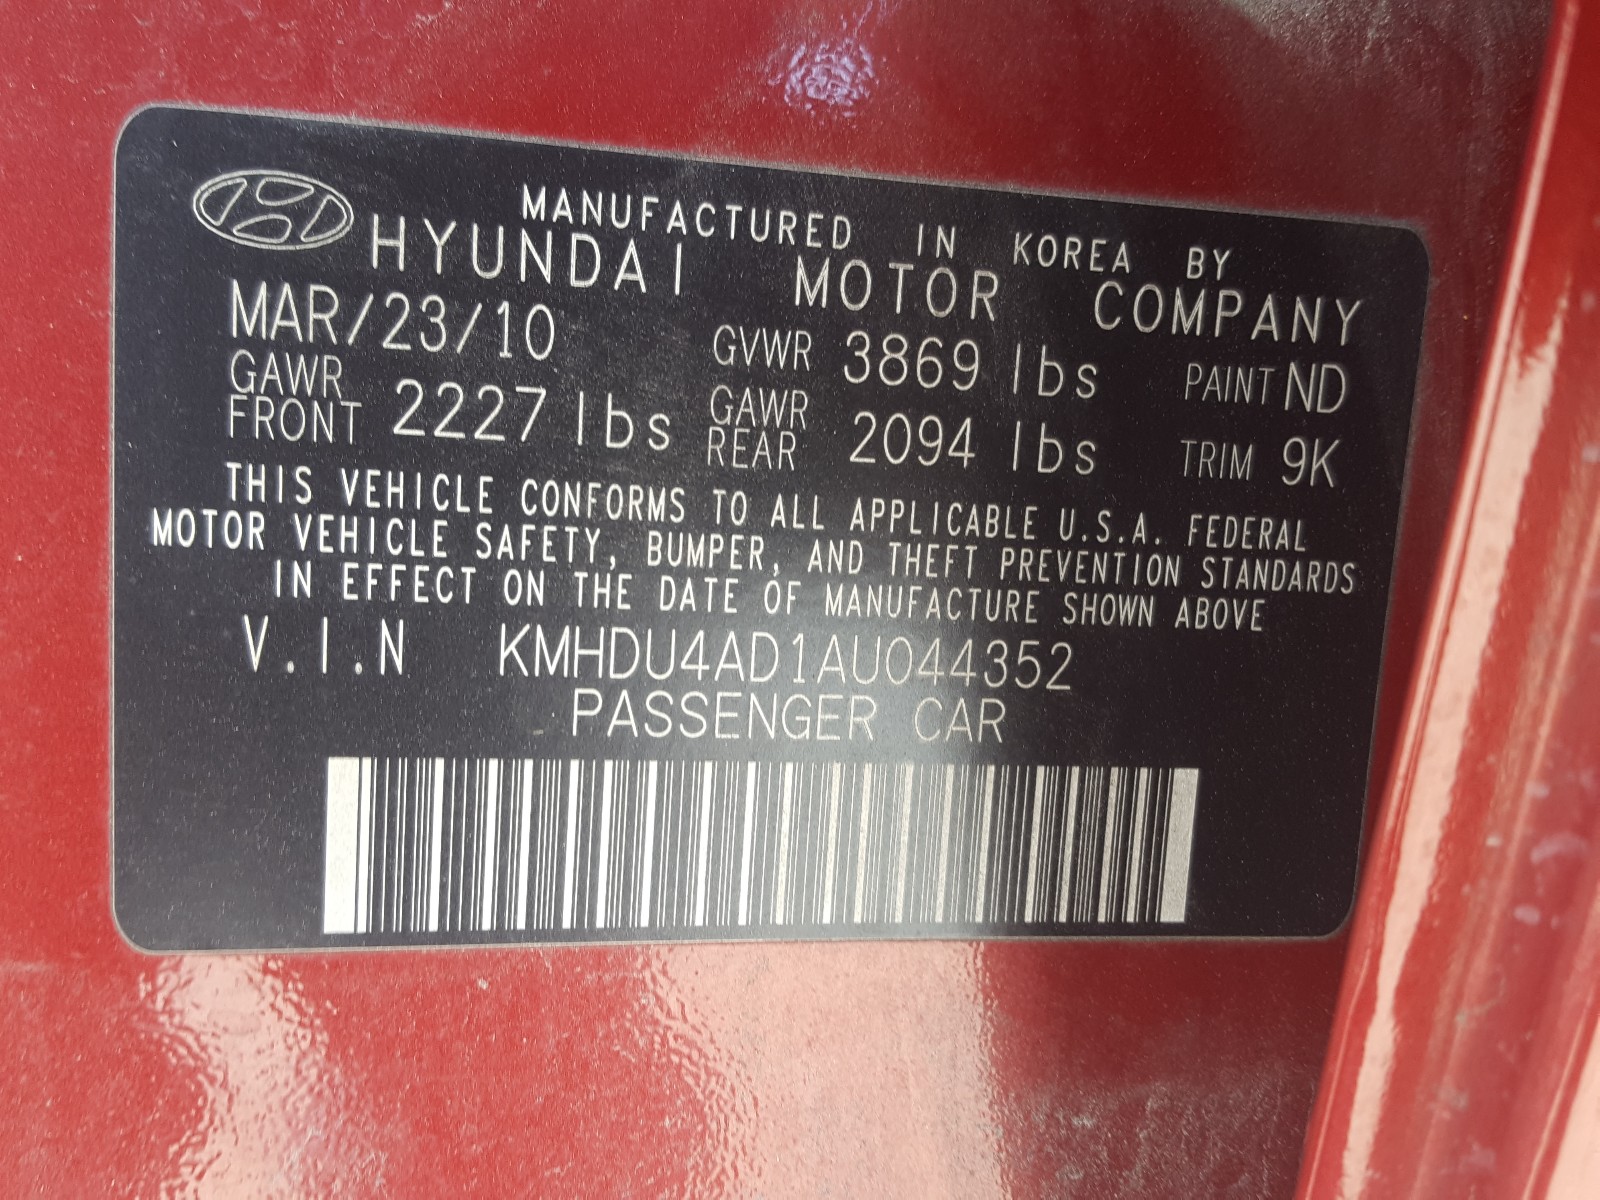 MANUFACTURED IN KOREA BY
HYUNDAI MOTOR COMPANY
MAR/23/10 GVWR 3869 lbs PAINT ND
GAWR FRONT 2227 lbs GAWR REAR 2094 lbs TRIM 9K
THIS VEHICLE CONFORMS TO ALL APPLICABLE U.S.A. FEDERAL
MOTOR VEHICLE SAFETY, BUMPER, AND THEFT PREVENTION STANDARDS
IN EFFECT ON THE DATE OF MANUFACTURE SHOWN ABOVE
V.I.N KMHDU4AD1AU044352
PASSENGER CAR